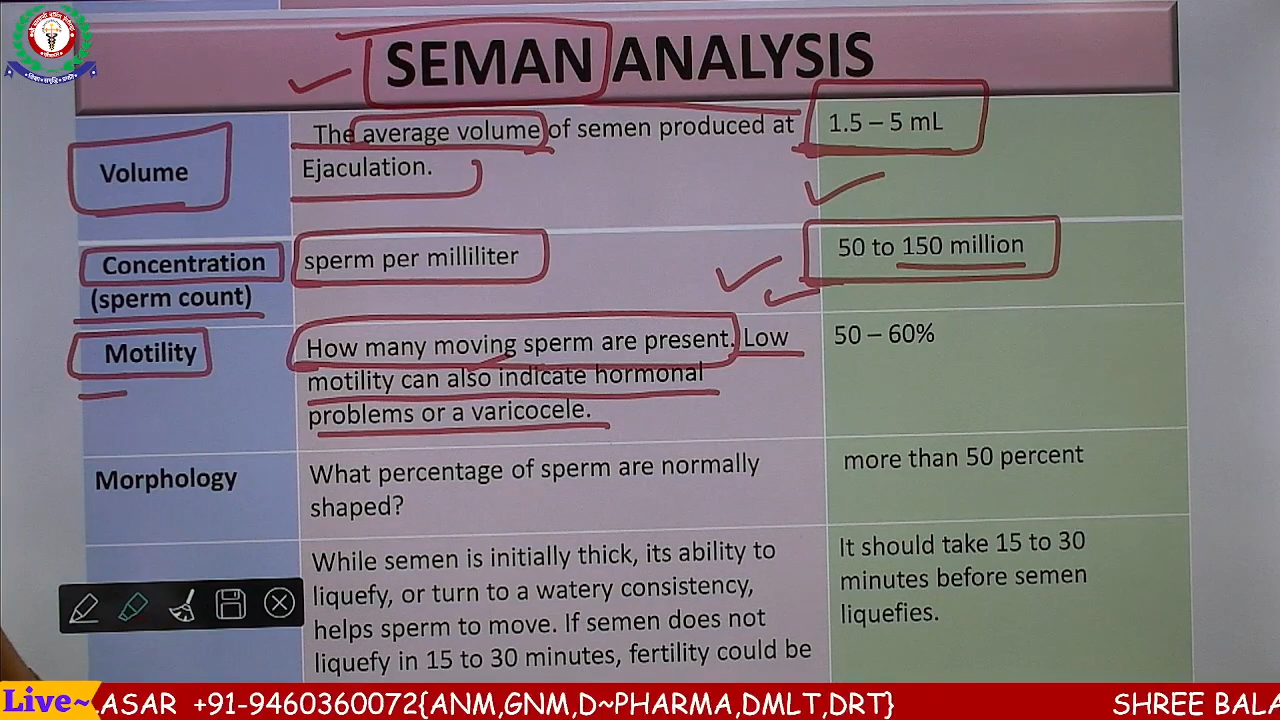 SEMAN ANALYSIS
Volume
The average volume of semen produced at
Ejaculation.
1.5 – 5 mL
Concentration
(sperm count)
sperm per milliliter
50 to 150 million
Motility
How many moving sperm are present. Low
motility can also indicate hormonal
problems or a varicocele.
50 – 60%
Morphology
What percentage of sperm are normally
shaped?
more than 50 percent
While semen is initially thick, its ability to
liquefy, or turn to a watery consistency,
helps sperm to move. If semen does not
liquefy in 15 to 30 minutes, fertility could be
It should take 15 to 30
minutes before semen
liquefies.
Live~ ASAR +91-9460360072{ANM,GNM,D~PHARMA,DMLT,DRT} SHREE BALA